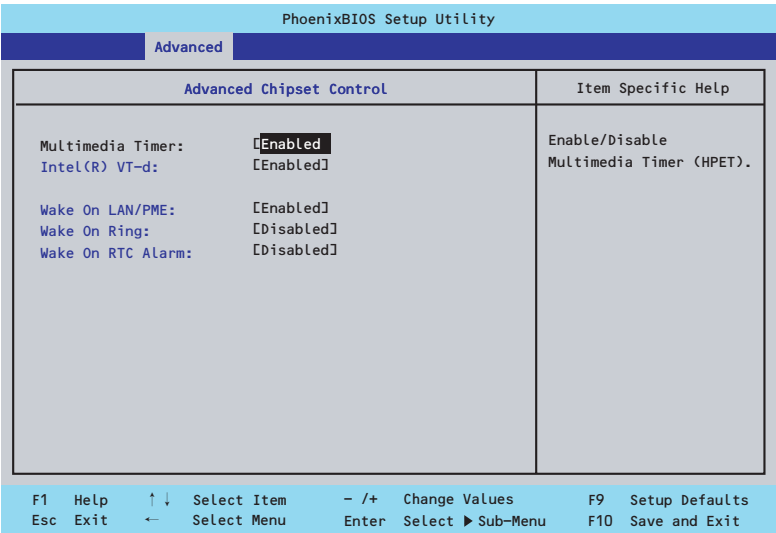 PhoenixBIOS Setup Utility
Advanced
Advanced Chipset Control
Item Specific Help
Multimedia Timer: [Enabled
Intel(R) VT-d: [Enabled]
Wake On LAN/PME: [Enabled]
Wake On Ring: [Disabled]
Wake On RTC Alarm: [Disabled]
Enable/Disable
Multimedia Timer (HPET).
F1 Help ↑↓ Select Item - /+ Change Values F9 Setup Defaults
Esc Exit ← Select Menu Enter Select ▶ Sub-Menu F10 Save and Exit